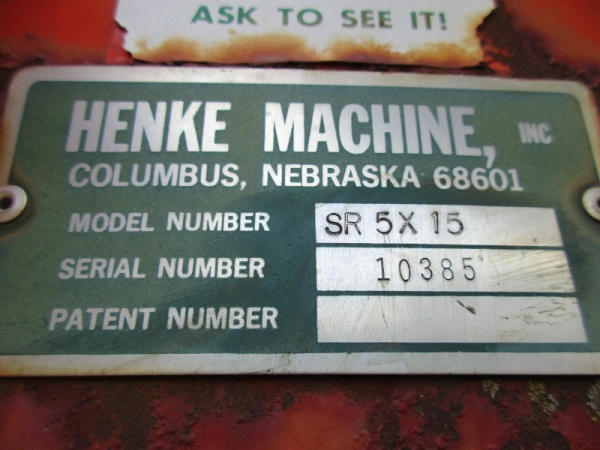 ASK TO SEE IT!
HENKE MACHINE, INC
COLUMBUS, NEBRASKA 68601
MODEL NUMBER SR 5X15
SERIAL NUMBER 10385
PATENT NUMBER